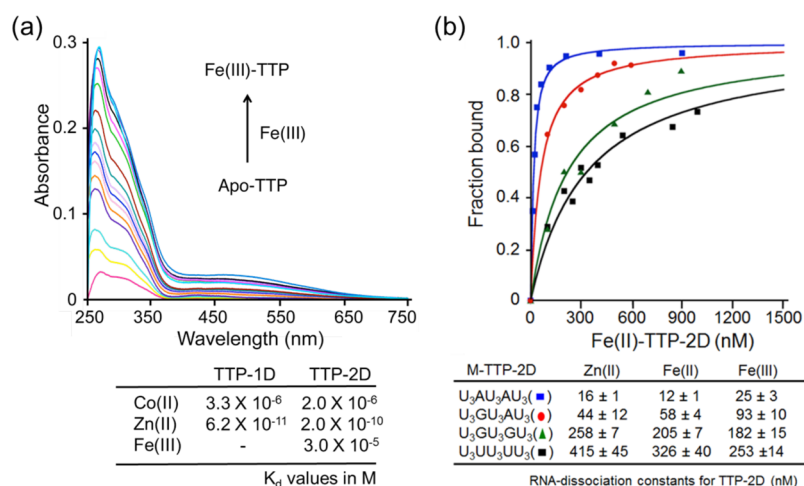 (a)
0.3
0.2
0.1
0
Absorbance
Fe(III)-TTP
Fe(III)
Apo-TTP
250 350 450 550 650 750
Wavelength (nm)
TTP-1D TTP-2D
Co(II) 3.3 X 10⁻⁶ 2.0 X 10⁻⁶
Zn(II) 6.2 X 10⁻¹¹ 2.0 X 10⁻¹⁰
Fe(III) - 3.0 X 10⁻⁵
K_d values in M
(b)
1.0
0.8
0.6
0.4
0.2
0.0
Fraction bound
0 300 600 900 1200 1500
Fe(II)-TTP-2D (nM)
M-TTP-2D Zn(II) Fe(II) Fe(III)
U₃AU₃AU₃(■) 16 ± 1 12 ± 1 25 ± 3
U₃GU₃AU₃(●) 44 ± 12 58 ± 4 93 ± 10
U₃GU₃GU₃(▲) 258 ± 7 205 ± 7 182 ± 15
U₃UU₃UU₃(■) 415 ± 45 326 ± 40 253 ±14
RNA-dissociation constants for TTP-2D (nM)